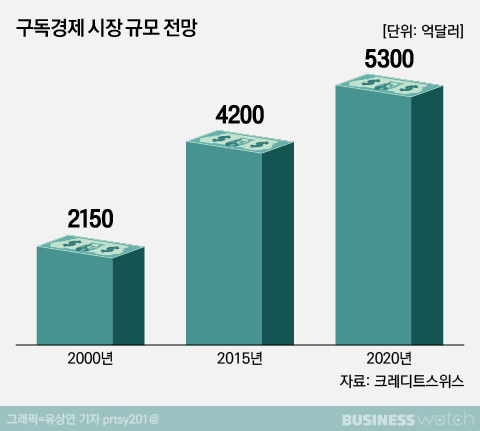 구독경제 시장 규모 전망
[단위: 억달러]
5300
4200
2150
2000년 2015년 2020년
자료: 크레디트스위스
그래픽=유상연 기자 prtsy201@
BUSINESSwatch